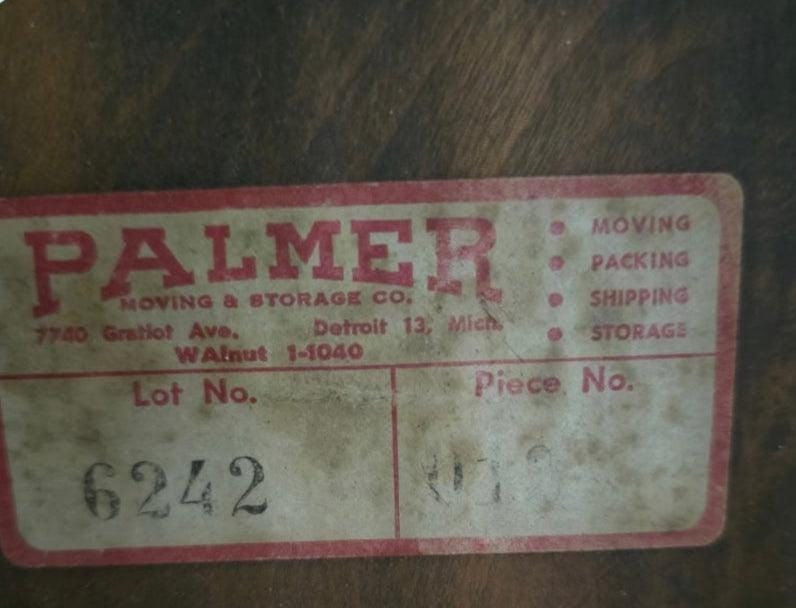 PALMER
MOVING & STORAGE CO.
7740 Gratiot Ave. Detroit 13, Mich.
WAlnut 1-1040
• MOVING
• PACKING
• SHIPPING
• STORAGE
Lot No.
6242
Piece No.